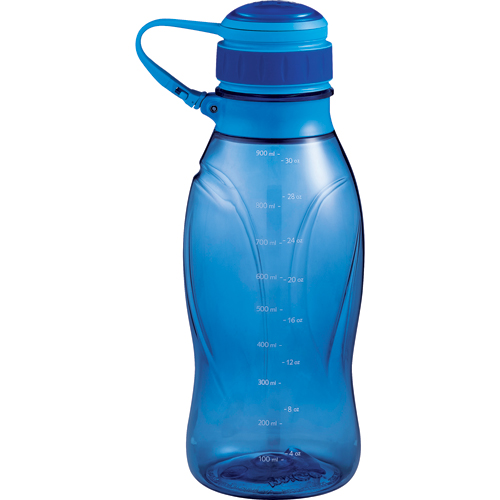 900 ml
30 oz
800 ml
28 oz
700 ml
24 oz
600 ml
20 oz
500 ml
16 oz
400 ml
12 oz
300 ml
8 oz
200 ml
4 oz
100 ml